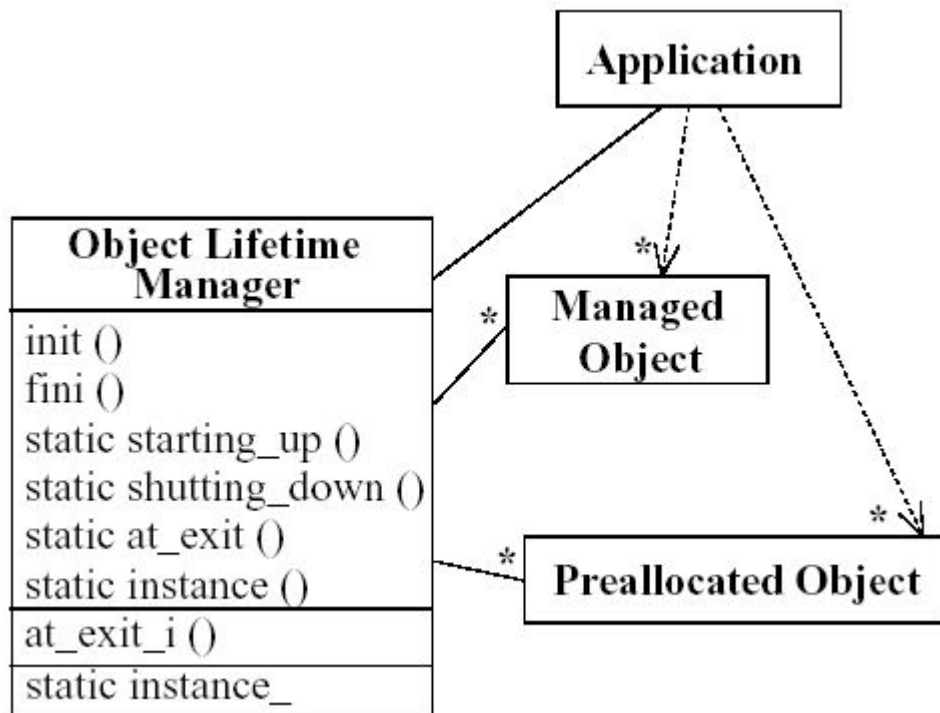 Application
Object Lifetime
Manager
init ()
fini ()
static starting_up ()
static shutting_down ()
static at_exit ()
static instance ()
at_exit_i ()
static instance_
*
*
Managed
Object
*
*
Preallocated Object